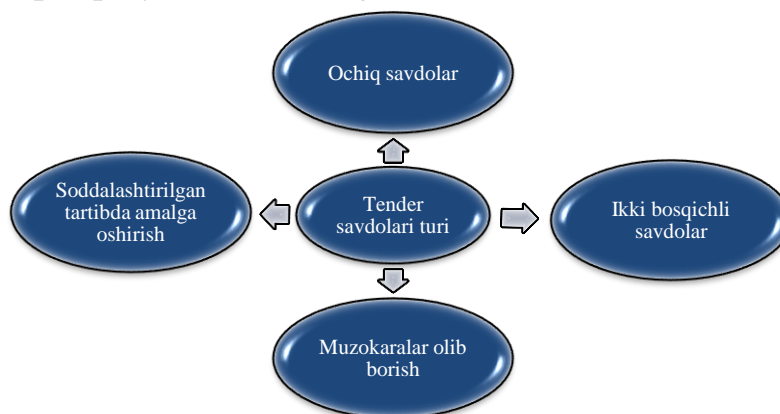 Ochiq savdolar
Soddalashtirilgan
tartibda amalga
oshirish
Tender
savdolari turi
Ikki bosqichli
savdolar
Muzokaralar olib
borish